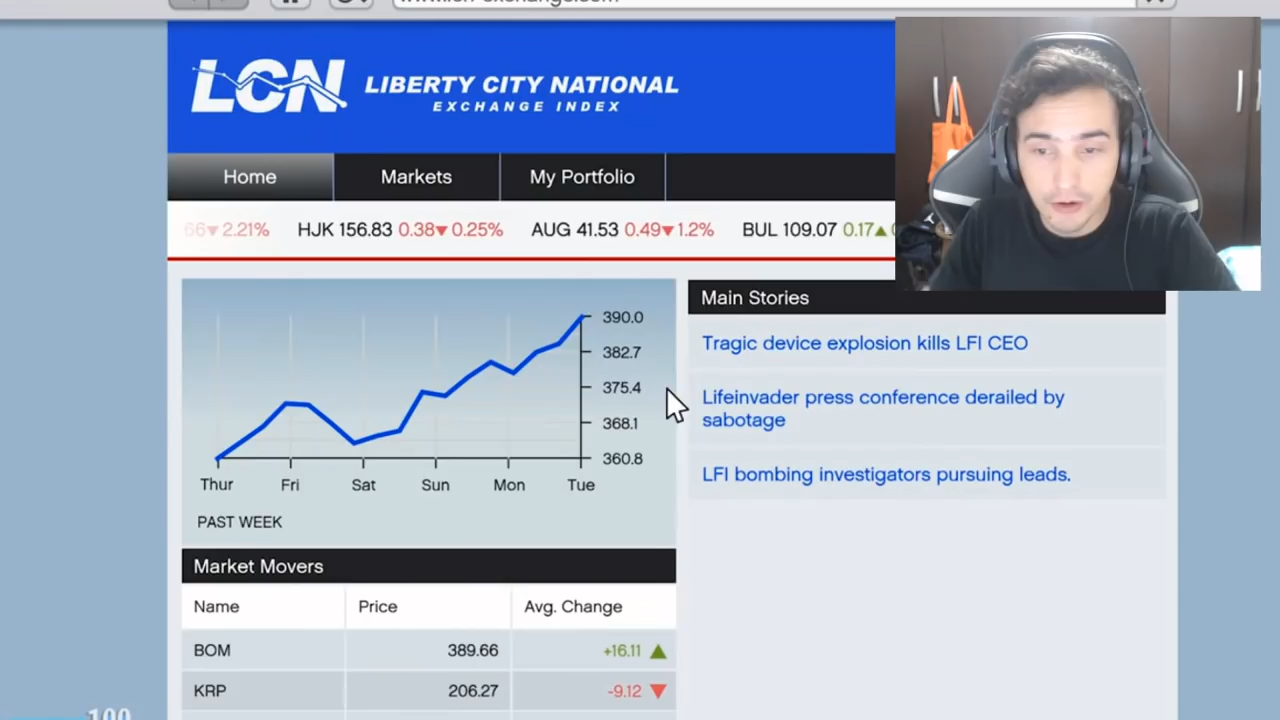 LCN LIBERTY CITY NATIONAL
EXCHANGE INDEX
Home Markets My Portfolio
66▼2.21% HJK 156.83 0.38▼0.25% AUG 41.53 0.49▼1.2% BUL 109.07 0.17▲
Main Stories
Tragic device explosion kills LFI CEO
Lifeinvader press conference derailed by
sabotage
LFI bombing investigators pursuing leads.
390.0
382.7
375.4
368.1
360.8
Thur Fri Sat Sun Mon Tue
PAST WEEK
Market Movers
Name Price Avg. Change
BOM 389.66 +16.11 ▲
KRP 206.27 -9.12 ▼
100